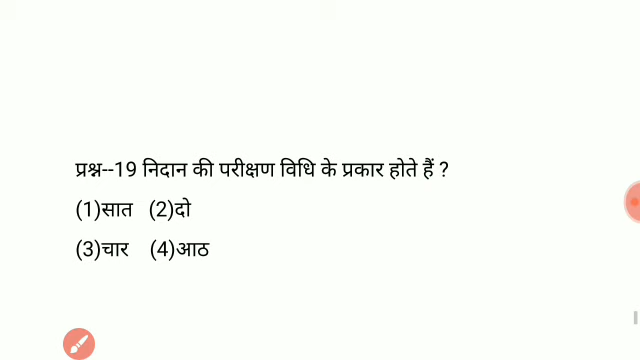 प्रश्न--19 निदान की परीक्षण विधि के प्रकार होते हैं ?
(1)सात (2)दो
(3)चार (4)आठ